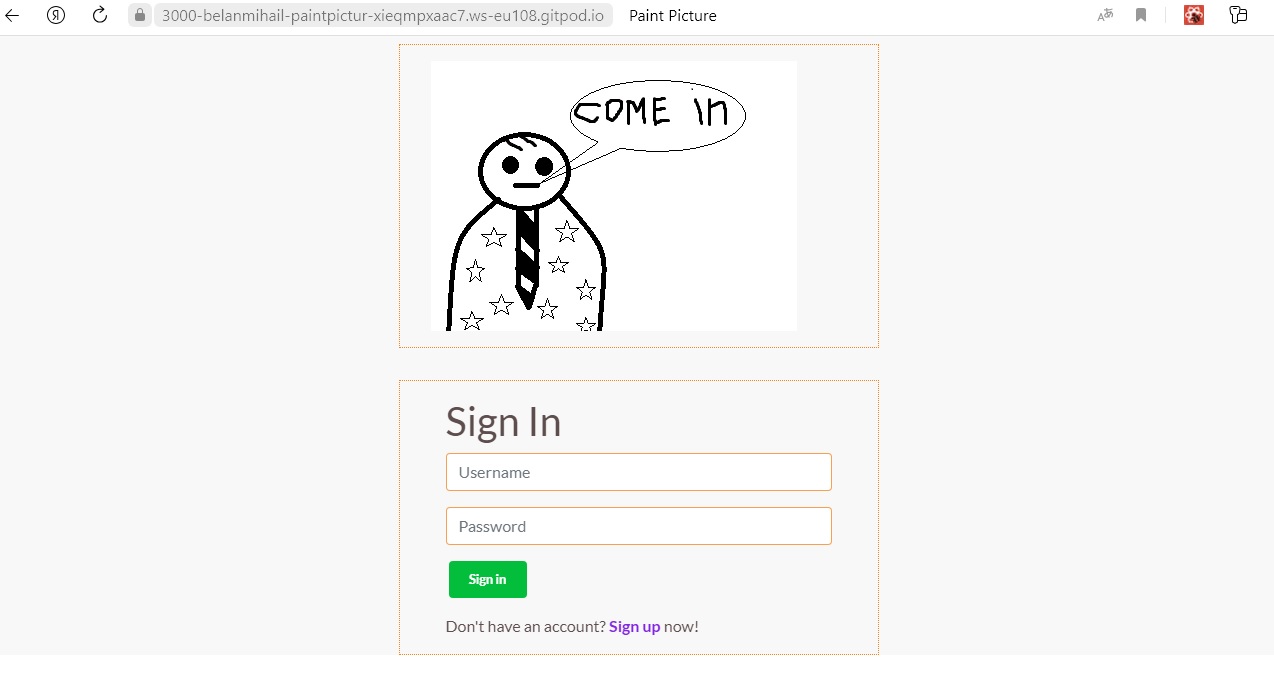 3000-belanmihail-paintpictur-xieqmpxaac7.ws-eu108.gitpod.io Paint Picture
COME in
Sign In
Username
Password
Sign in
Don't have an account? Sign up now!